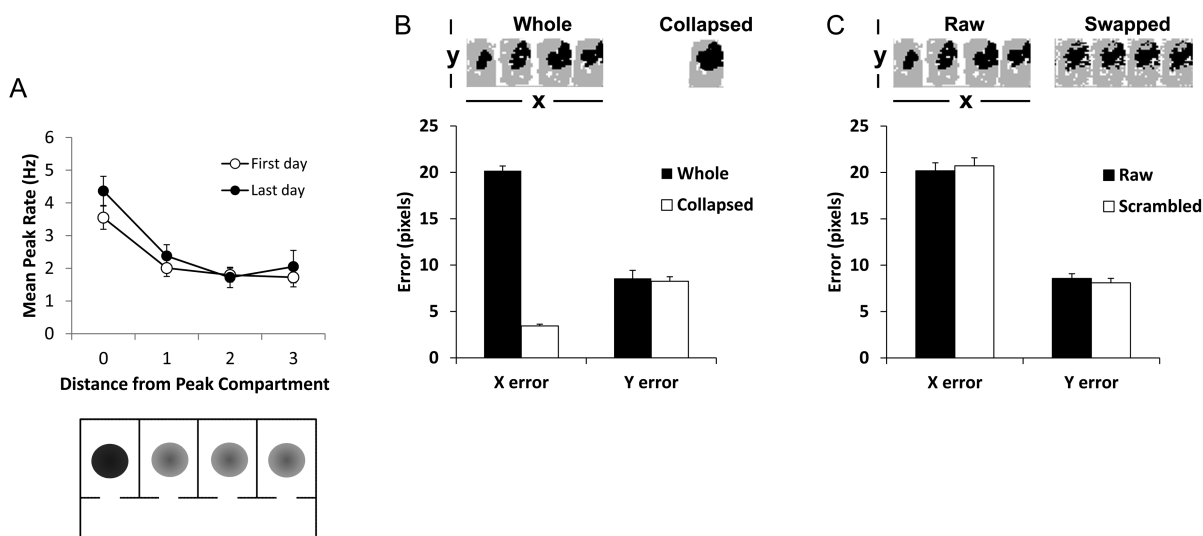 A
Mean Peak Rate (Hz)
6
5
4
3
2
1
0
First day
Last day
0 1 2 3
Distance from Peak Compartment
B
Whole Collapsed
y
x
Error (pixels)
25
20
15
10
5
0
Whole
Collapsed
X error Y error
C
Raw Swapped
y
x
Error (pixels)
25
20
15
10
5
0
Raw
Scrambled
X error Y error